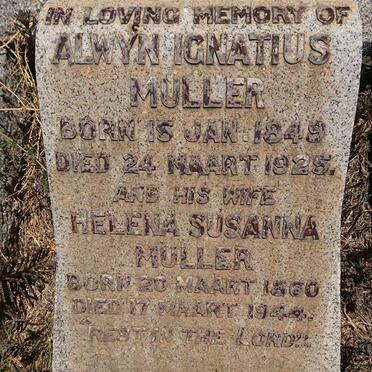 IN LOVING MEMORY OF
ALWYN IGNATIUS
MULLER
BORN 15 JAN 1849
DIED 24 MAART 1925.
AND HIS WIFE
HELENA SUSANNA
MULLER
BORN 20 MAART 1860
DIED 17 MAART 1944.
"REST IN THE LORD"